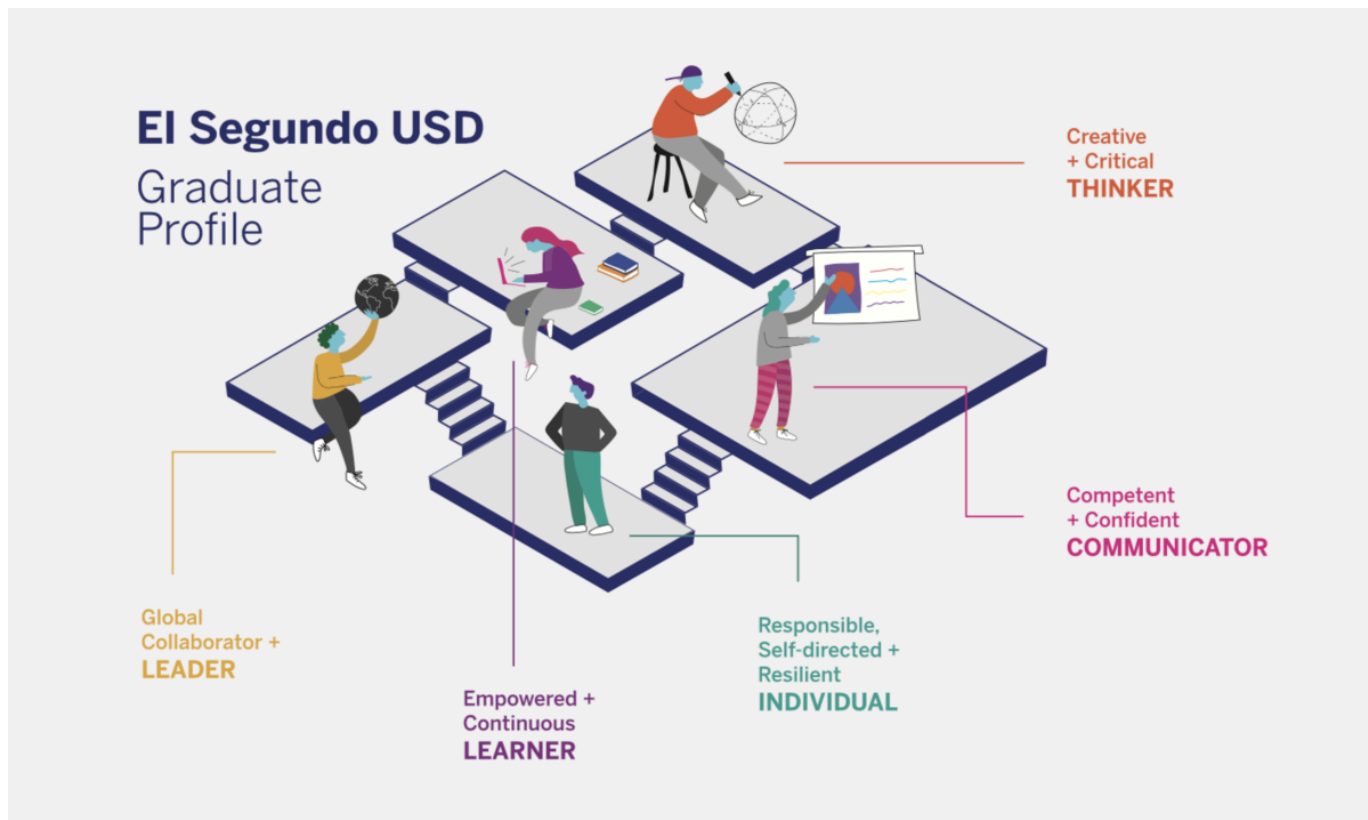 El Segundo USD
Graduate
Profile
Creative
+ Critical
THINKER
Competent
+ Confident
COMMUNICATOR
Global
Collaborator +
LEADER
Responsible,
Self-directed +
Resilient
INDIVIDUAL
Empowered +
Continuous
LEARNER